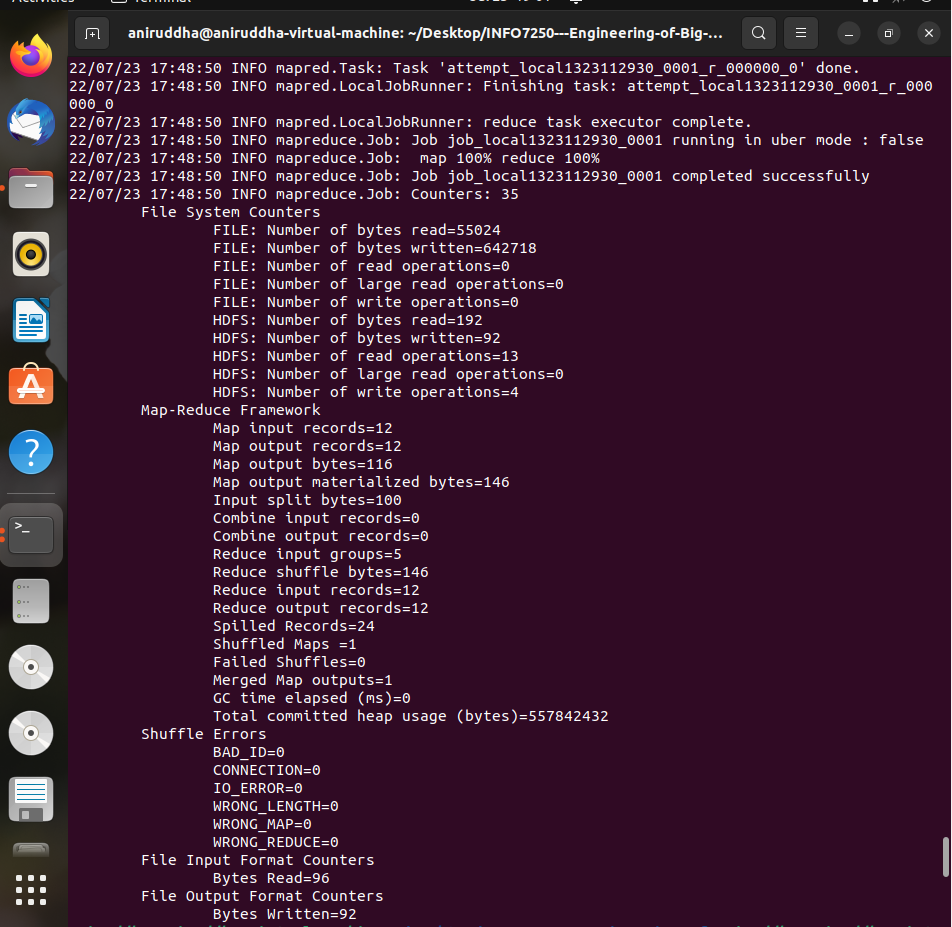 aniruddha@aniruddha-virtual-machine: ~/Desktop/INFO7250---Engineering-of-Big-...
22/07/23 17:48:50 INFO mapred.Task: Task 'attempt_local1323112930_0001_r_000000_0' done.
22/07/23 17:48:50 INFO mapred.LocalJobRunner: Finishing task: attempt_local1323112930_0001_r_000
000_0
22/07/23 17:48:50 INFO mapred.LocalJobRunner: reduce task executor complete.
22/07/23 17:48:50 INFO mapreduce.Job: Job job_local1323112930_0001 running in uber mode : false
22/07/23 17:48:50 INFO mapreduce.Job:  map 100% reduce 100%
22/07/23 17:48:50 INFO mapreduce.Job: Job job_local1323112930_0001 completed successfully
22/07/23 17:48:50 INFO mapreduce.Job: Counters: 35
File System Counters
FILE: Number of bytes read=55024
FILE: Number of bytes written=642718
FILE: Number of read operations=0
FILE: Number of large read operations=0
FILE: Number of write operations=0
HDFS: Number of bytes read=192
HDFS: Number of bytes written=92
HDFS: Number of read operations=13
HDFS: Number of large read operations=0
HDFS: Number of write operations=4
Map-Reduce Framework
Map input records=12
Map output records=12
Map output bytes=116
Map output materialized bytes=146
Input split bytes=100
Combine input records=0
Combine output records=0
Reduce input groups=5
Reduce shuffle bytes=146
Reduce input records=12
Reduce output records=12
Spilled Records=24
Shuffled Maps =1
Failed Shuffles=0
Merged Map outputs=1
GC time elapsed (ms)=0
Total committed heap usage (bytes)=557842432
Shuffle Errors
BAD_ID=0
CONNECTION=0
IO_ERROR=0
WRONG_LENGTH=0
WRONG_MAP=0
WRONG_REDUCE=0
File Input Format Counters
Bytes Read=96
File Output Format Counters
Bytes Written=92